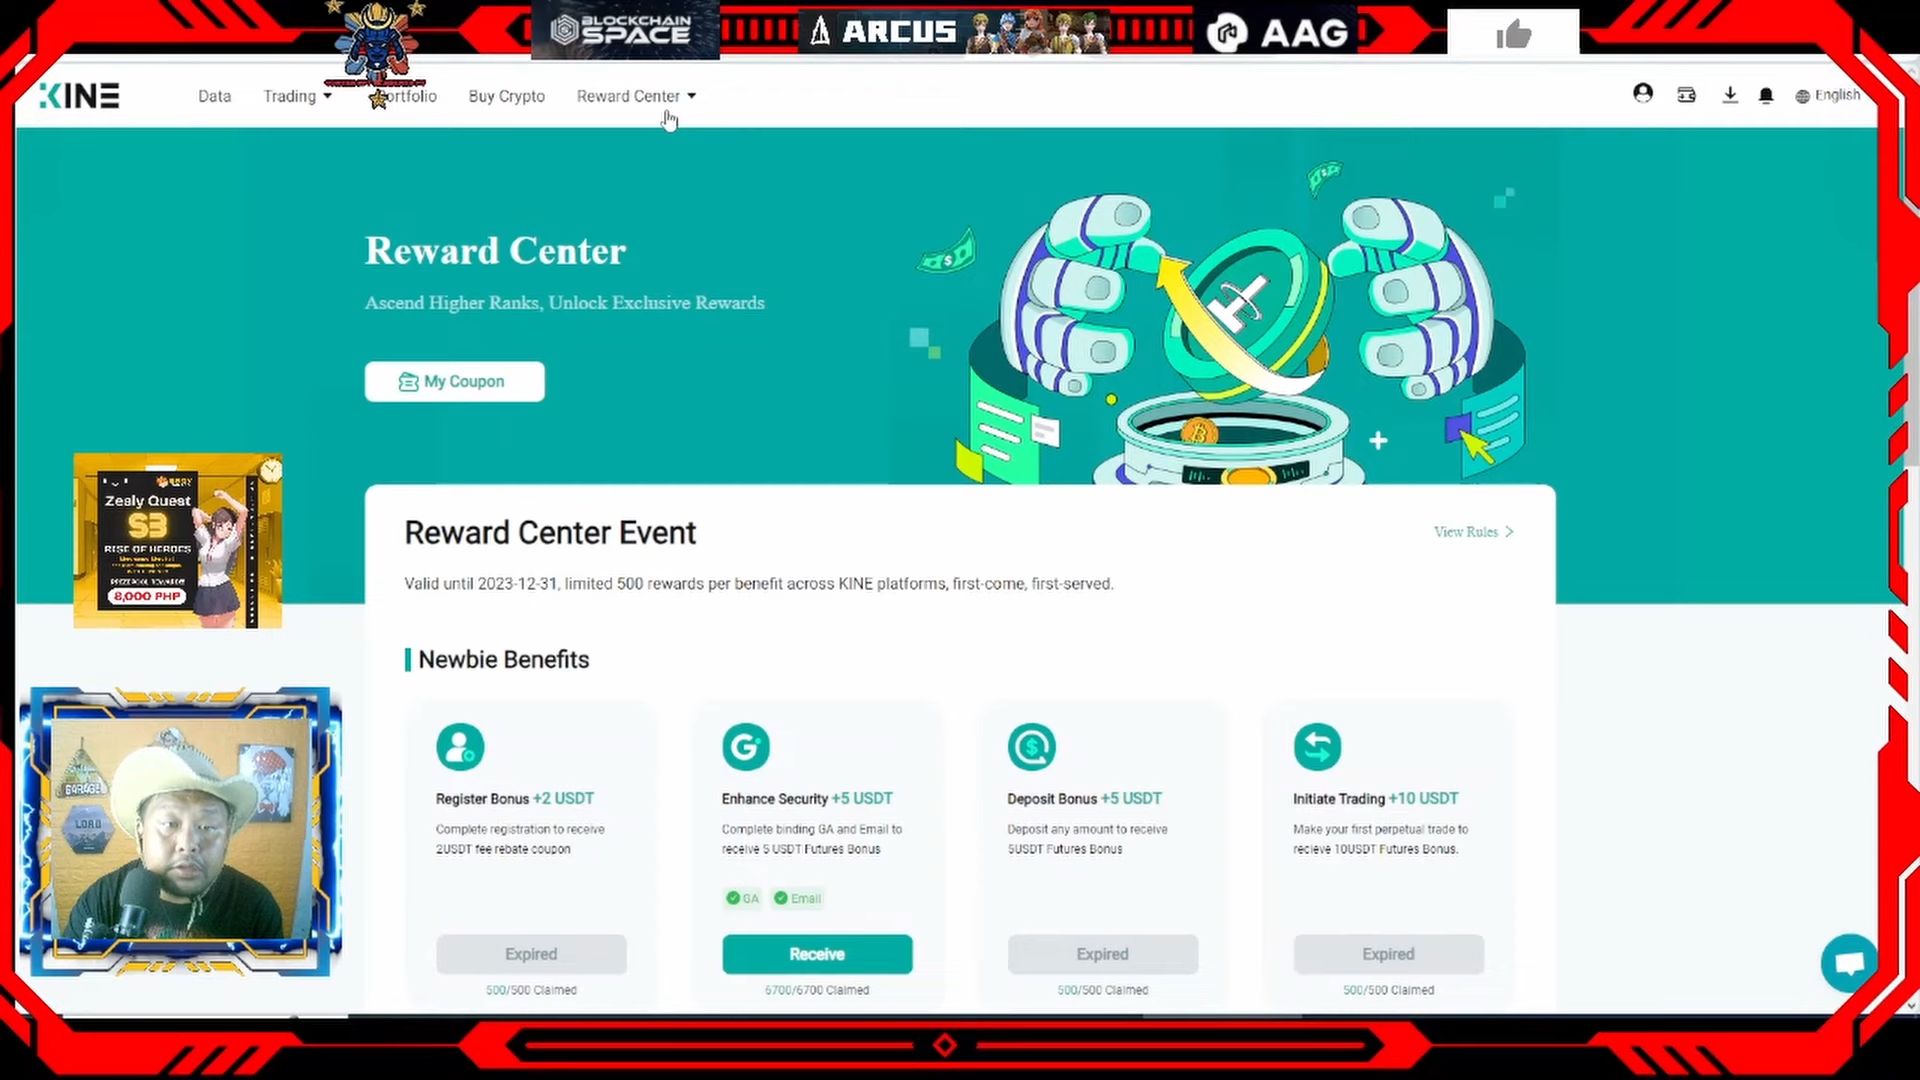 BLOCKCHAIN
SPACE
ARCUS
AAG
KINE
Data
Trading
ortfolio
Buy Crypto
Reward Center
English
Reward Center
Ascend Higher Ranks, Unlock Exclusive Rewards
My Coupon
Zealy Quest
S3
RISE OF HEROES
PRIZEPOOL REWARDS!
8,000 PHP
Reward Center Event
View Rules >
Valid until 2023-12-31, limited 500 rewards per benefit across KINE platforms, first-come, first-served.
Newbie Benefits
Register Bonus +2 USDT
Complete registration to receive
2USDT fee rebate coupon
Expired
500/500 Claimed
Enhance Security +5 USDT
Complete binding GA and Email to
receive 5 USDT Futures Bonus
GA
Email
Receive
6700/6700 Claimed
Deposit Bonus +5 USDT
Deposit any amount to receive
5USDT Futures Bonus
Expired
500/500 Claimed
Initiate Trading +10 USDT
Make your first perpetual trade to
recieve 10USDT Futures Bonus.
Expired
500/500 Claimed
GARAGE
LORD